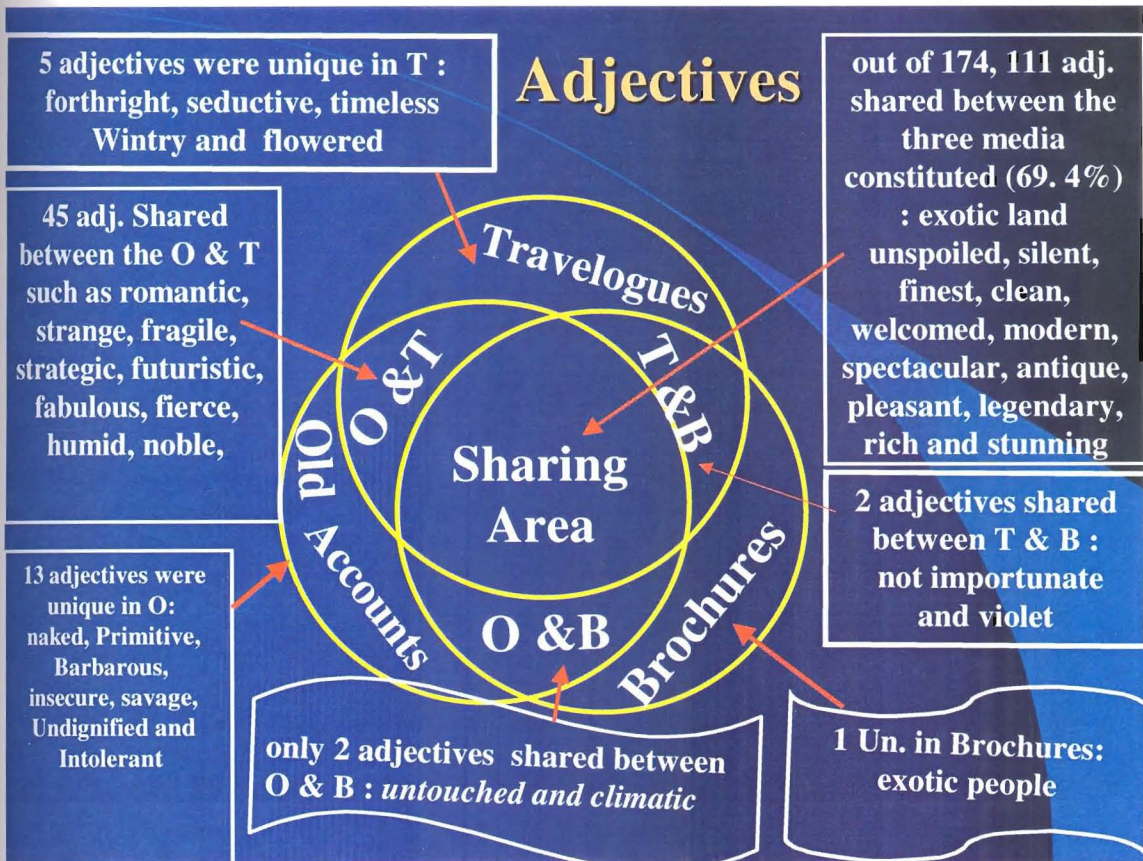 Adjectives
5 adjectives were unique in T :
forthright, seductive, timeless
Wintry and flowered
45 adj. Shared
between the O & T
such as romantic,
strange, fragile,
strategic, futuristic,
fabulous, fierce,
humid, noble,
13 adjectives were
unique in O:
naked, Primitive,
Barbarous,
insecure, savage,
Undignified and
Intolerant
Travelogues
O &T
T &B
Old Accounts
Sharing
Area
O &B
Brochures
only 2 adjectives shared between
O & B : untouched and climatic
out of 174, 111 adj.
shared between the
three media
constituted (69. 4%)
: exotic land
unspoiled, silent,
finest, clean,
welcomed, modern,
spectacular, antique,
pleasant, legendary,
rich and stunning
2 adjectives shared
between T & B :
not importunate
and violet
1 Un. in Brochures:
exotic people